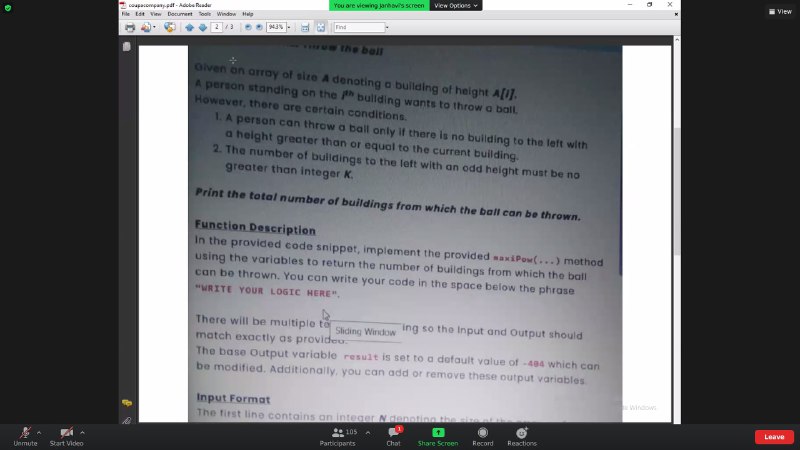 coupacompany.pdf - Adobe Reader
You are viewing janhovi's screen
View Options
View
File Edit View Document Tools Window Help
2 / 3
94.3%
Find
throw the ball
Given an array of size A denoting a building of height A[i].
A person standing on the ith building wants to throw a ball.
However, there are certain conditions.
1. A person can throw a ball only if there is no building to the left with
a height greater than or equal to the current building.
2. The number of buildings to the left with an odd height must be no
greater than integer K.
Print the total number of buildings from which the ball can be thrown.
Function Description
In the provided code snippet, implement the provided maxiPow(...) method
using the variables to return the number of buildings from which the ball
can be thrown. You can write your code in the space below the phrase
"WRITE YOUR LOGIC HERE".
There will be multiple te ing so the Input and Output should
Sliding Window
match exactly as provided.
The base Output variable result is set to a default value of -404 which can
be modified. Additionally, you can add or remove these output variables.
Input Format
The first line contains an integer N denoting the size of the
Windows
Unmute
Start Video
Participants
105
Chat
1
Share Screen
Record
Reactions
Leave